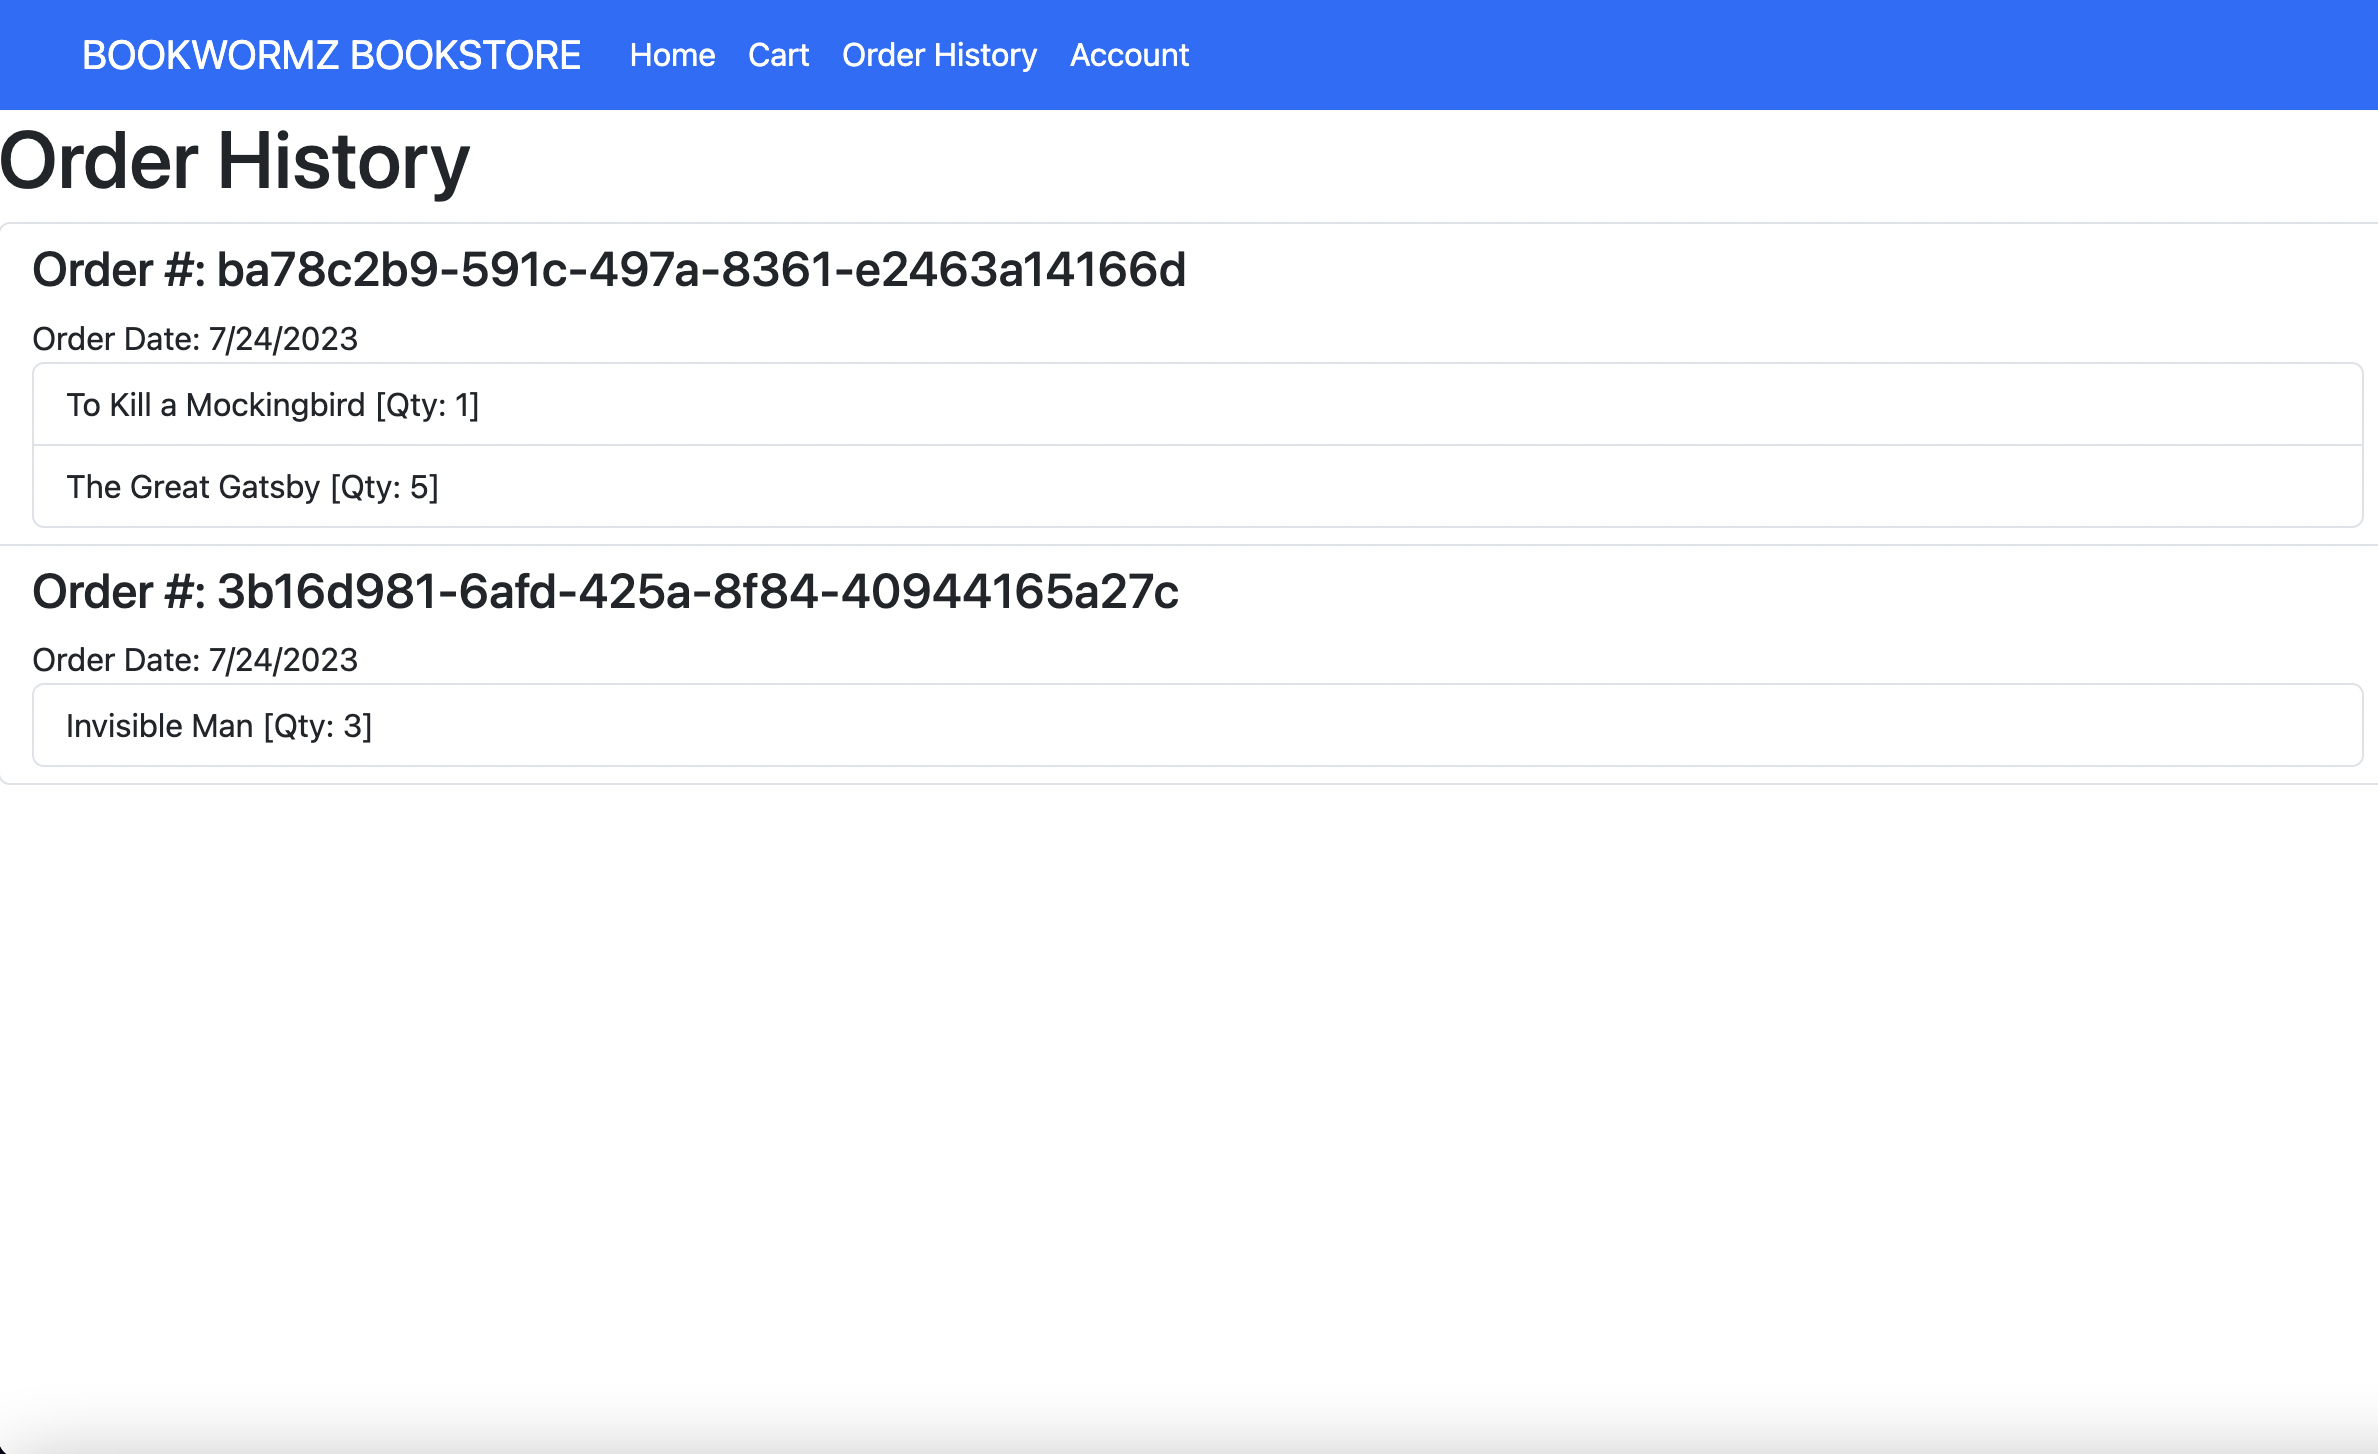 BOOKWORMZ BOOKSTORE Home Cart Order History Account
Order History
Order #: ba78c2b9-591c-497a-8361-e2463a14166d
Order Date: 7/24/2023
To Kill a Mockingbird [Qty: 1]
The Great Gatsby [Qty: 5]
Order #: 3b16d981-6afd-425a-8f84-40944165a27c
Order Date: 7/24/2023
Invisible Man [Qty: 3]